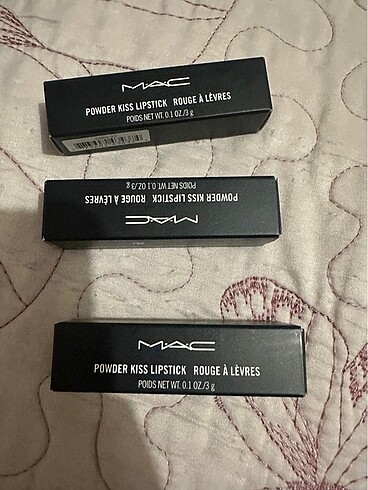 MAC
POWDER KISS LIPSTICK ROUGE À LÈVRES
POIDS NET WT. 0.1 OZ./3 g
MAC
POWDER KISS LIPSTICK ROUGE À LÈVRES
POIDS NET WT. 0.1 OZ./3 g
MAC
POWDER KISS LIPSTICK ROUGE À LÈVRES
POIDS NET WT. 0.1 OZ./3 g